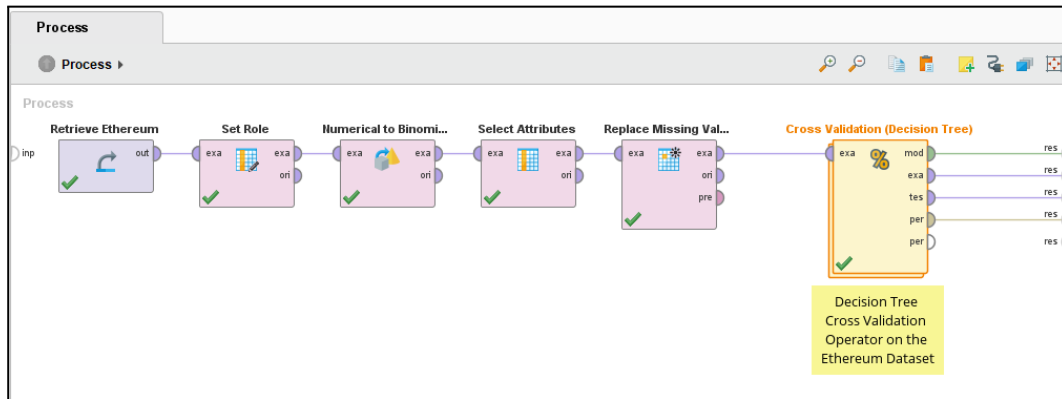 Process
Process
Process
Retrieve Ethereum
Set Role
Numerical to Binomi...
Select Attributes
Replace Missing Val...
Cross Validation (Decision Tree)
inp
out
exa
exa
ori
exa
exa
ori
exa
exa
ori
exa
exa
ori
pre
exa
%
mod
exa
tes
per
per
res
res
res
res
res
Decision Tree
Cross Validation
Operator on the
Ethereum Dataset